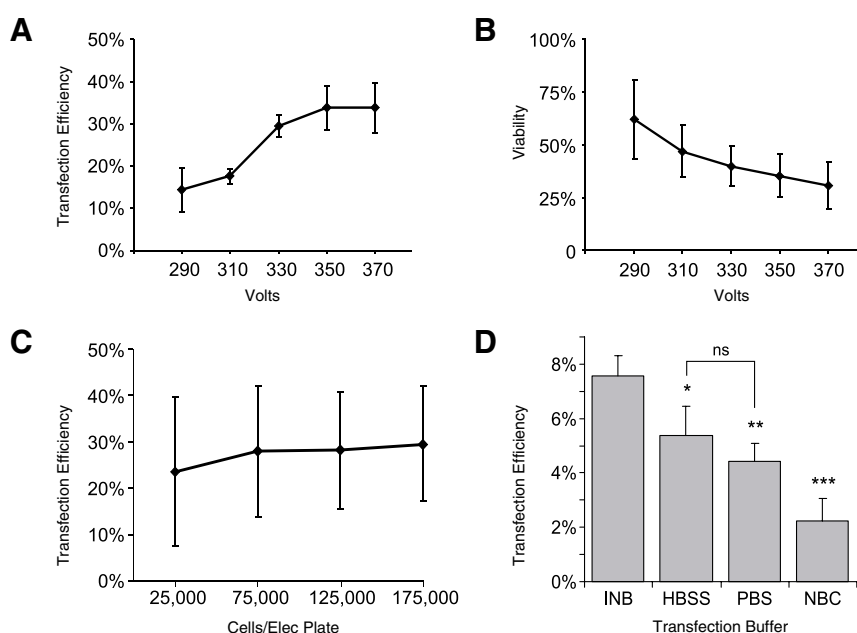 A
Transfection Efficiency
50%
40%
30%
20%
10%
0%
290 310 330 350 370
Volts
B
Viability
100%
75%
50%
25%
0
290 310 330 350 370
Volts
C
Transfection Efficiency
50%
40%
30%
20%
10%
0%
25,000 75,000 125,000 175,000
Cells/Elec Plate
D
Transfection Efficiency
8%
6%
4%
2%
0%
ns
*
**
***
INB HBSS PBS NBC
Transfection Buffer